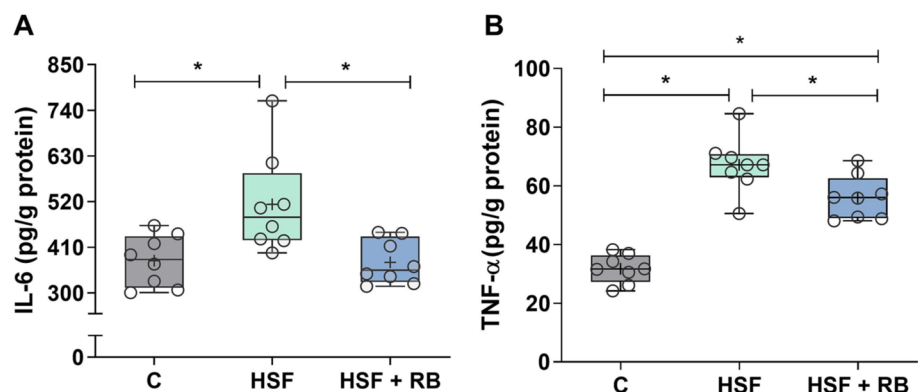 A
IL-6 (pg/g protein)
850
740
630
520
410
300
0
* *
C HSF HSF + RB
B
TNF-α(pg/g protein)
100
80
60
40
20
0
*
* *
C HSF HSF + RB